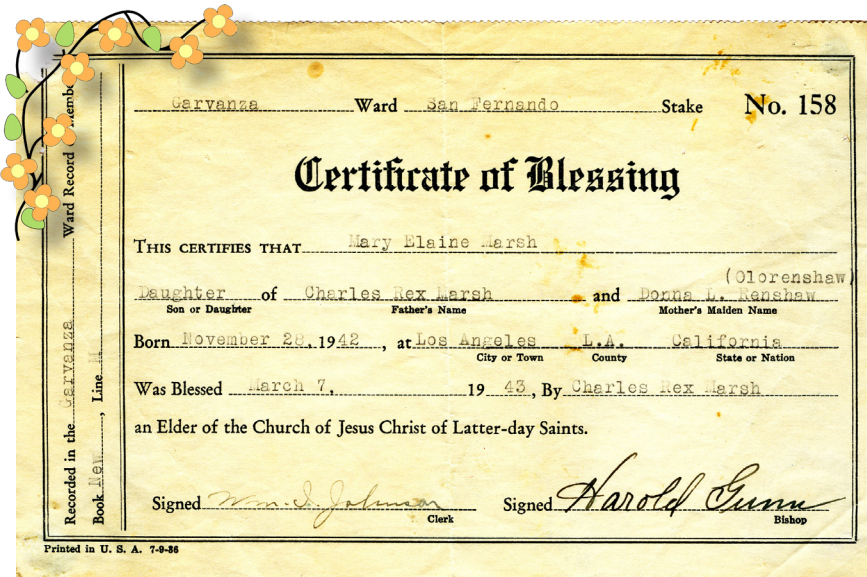 Garvanza Ward San Fernando Stake No. 158
Certificate of Blessing
THIS CERTIFIES THAT Mary Elaine Marsh
(Olorenshaw)
Daughter of Charles Rex Marsh and Donna L. Renshaw
Son or Daughter Father's Name Mother's Maiden Name
Born November 28, 1942, at Los Angeles L.A. California
City or Town County State or Nation
Was Blessed March 7, 19 43, By Charles Rex Marsh
an Elder of the Church of Jesus Christ of Latter-day Saints.
Signed Wm. I. Johnson Signed Harold Gunn
Clerk Bishop
Recorded in the Garvanza Ward Record
Book New, Line M
Printed in U. S. A. 7-9-36